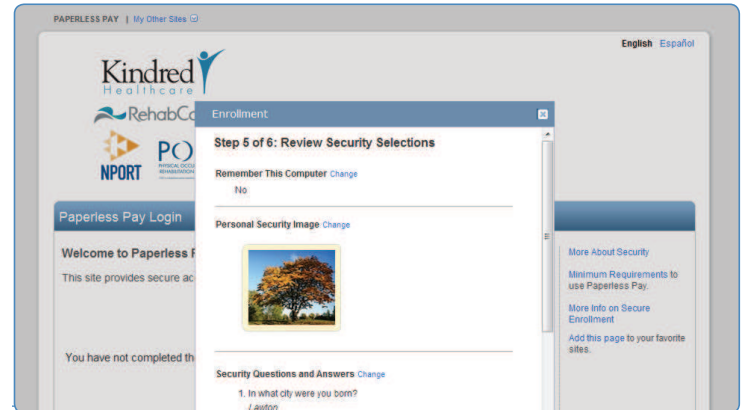 PAPERLESS PAY | My Other Sites
English Español
Kindred
Healthcare
RehabCa
NPORT
PHYSICAL OCCU
REHABILITATION
Enrollment
Step 5 of 6: Review Security Selections
Remember This Computer Change
No
Personal Security Image Change
Security Questions and Answers Change
1. In what city were you born?
Lawton
Paperless Pay Login
Welcome to Paperless P
This site provides secure ac
You have not completed th
More About Security
Minimum Requirements to
use Paperless Pay.
More Info on Secure
Enrollment
Add this page to your favorite
sites.